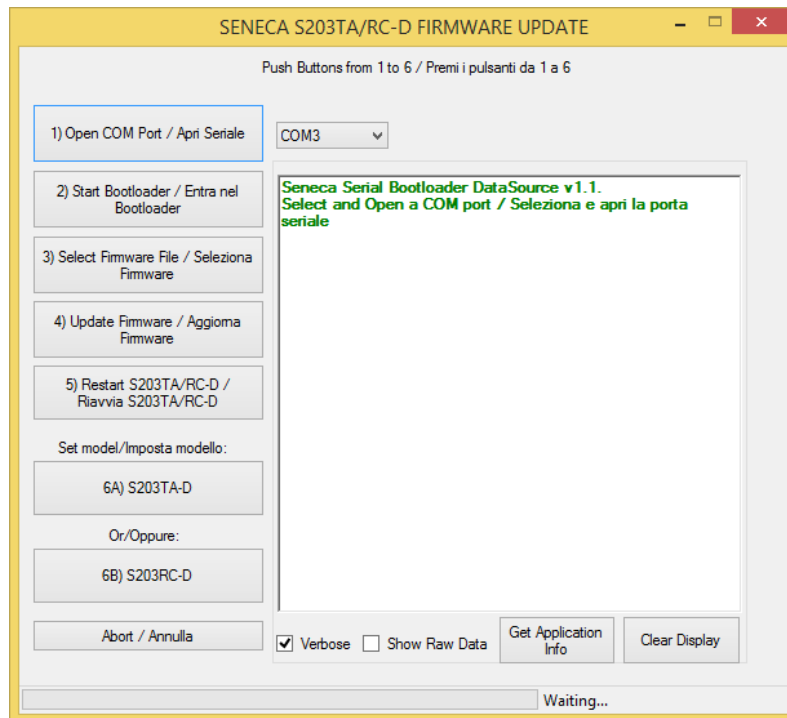 SENECA S203TA/RC-D FIRMWARE UPDATE
Push Buttons from 1 to 6 / Premi i pulsanti da 1 a 6
1) Open COM Port / Apri Seriale
COM3
2) Start Bootloader / Entra nel
Bootloader
3) Select Firmware File / Seleziona
Firmware
4) Update Firmware / Aggiorna
Firmware
5) Restart S203TA/RC-D /
Riavvia S203TA/RC-D
Set model/Imposta modello:
6A) S203TA-D
Or/Oppure:
6B) S203RC-D
Abort / Annulla
Seneca Serial Bootloader DataSource v1.1.
Select and Open a COM port / Seleziona e apri la porta
seriale
Verbose
Show Raw Data
Get Application
Info
Clear Display
Waiting...